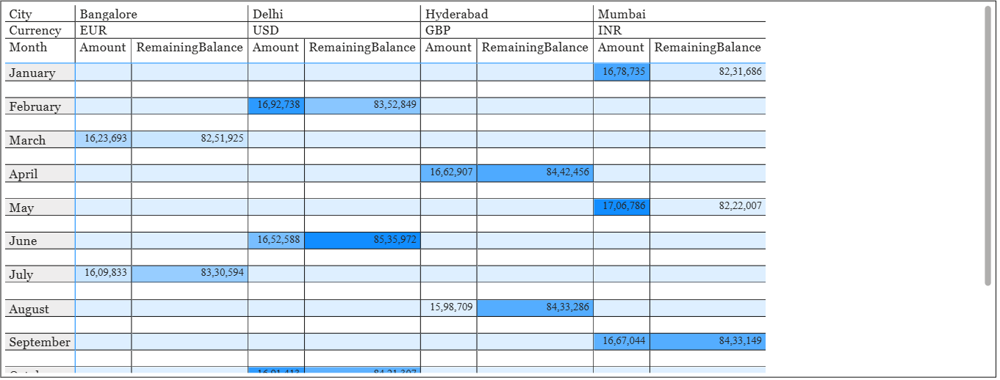 City Bangalore Delhi Hyderabad Mumbai
Currency EUR USD GBP INR
Month Amount RemainingBalance Amount RemainingBalance Amount RemainingBalance Amount RemainingBalance
January 16,78,735 82,31,686
February 16,92,738 83,52,849
March 16,23,693 82,51,925
April 16,62,907 84,42,456
May 17,06,786 82,22,007
June 16,52,588 85,35,972
July 16,09,833 83,30,594
August 15,98,709 84,33,286
September 16,67,044 84,33,149